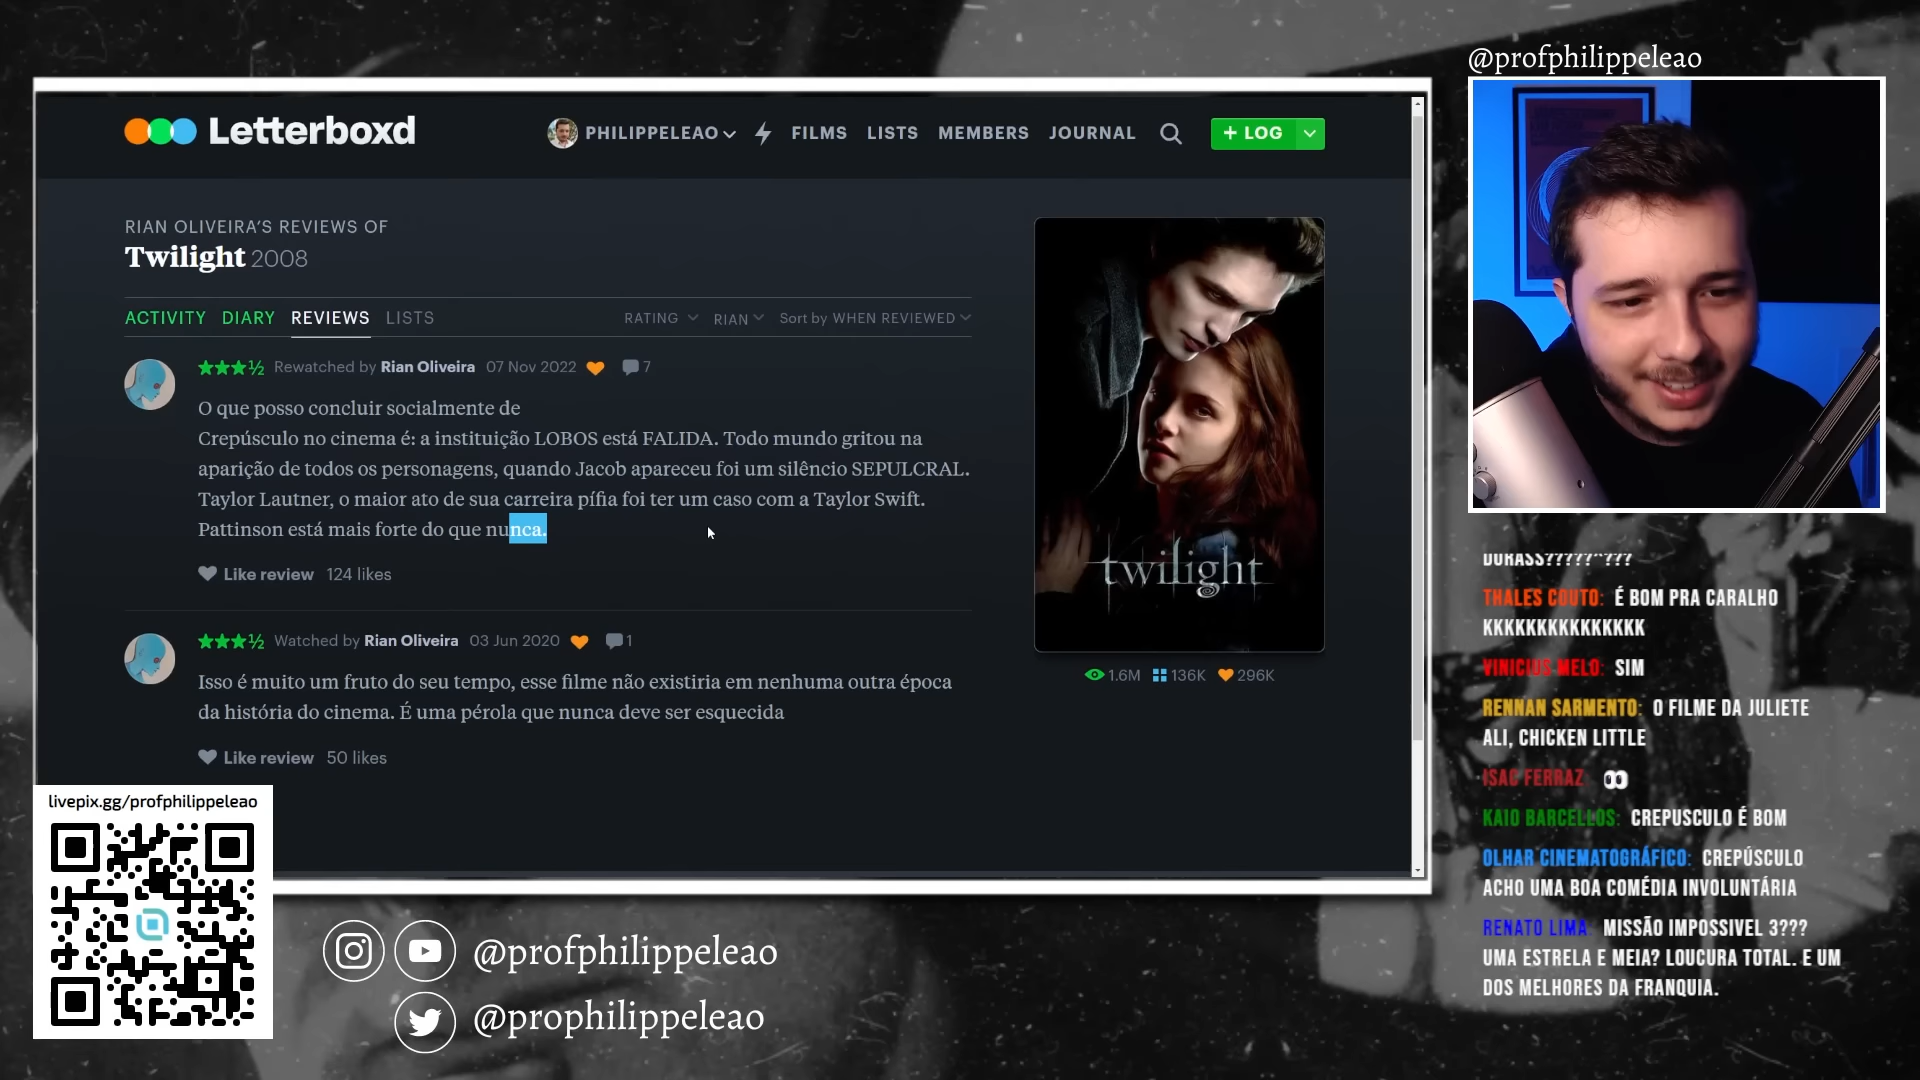 @profphilippeleao
Letterboxd
PHILIPPELEAO
FILMS
LISTS
MEMBERS
JOURNAL
+ LOG
RIAN OLIVEIRA’S REVIEWS OF
Twilight 2008
ACTIVITY DIARY REVIEWS LISTS
RATING RIAN Sort by WHEN REVIEWED
★★★½ Rewatched by Rian Oliveira 07 Nov 2022 7
O que posso concluir socialmente de
Crepúsculo no cinema é: a instituição LOBOS está FALIDA. Todo mundo gritou na
aparição de todos os personagens, quando Jacob apareceu foi um silêncio SEPULCRAL.
Taylor Lautner, o maior ato de sua carreira pífia foi ter um caso com a Taylor Swift.
Pattinson está mais forte do que nunca.
Like review 124 likes
★★★½ Watched by Rian Oliveira 03 Jun 2020 1
Isso é muito um fruto do seu tempo, esse filme não existiria em nenhuma outra época
da história do cinema. É uma pérola que nunca deve ser esquecida
Like review 50 likes
twilight
1.6M 136K 296K
livepix.gg/profphilippeleao
@profphilippeleao
@prophilippeleao
THALES COUTO: É BOM PRA CARALHO
KKKKKKKKKKKKKKK
VINICIUS MELO: SIM
RENNAN SARMENTO: O FILME DA JULIETE
ALI, CHICKEN LITTLE
ISAC FERRAZ
KAIO BARCELLOS: CREPUSCULO É BOM
OLHAR CINEMATOGRÁFICO: CREPÚSCULO
ACHO UMA BOA COMÉDIA INVOLUNTÁRIA
RENATO LIMA: MISSÃO IMPOSSIVEL 3???
UMA ESTRELA E MEIA? LOUCURA TOTAL. E UM
DOS MELHORES DA FRANQUIA.